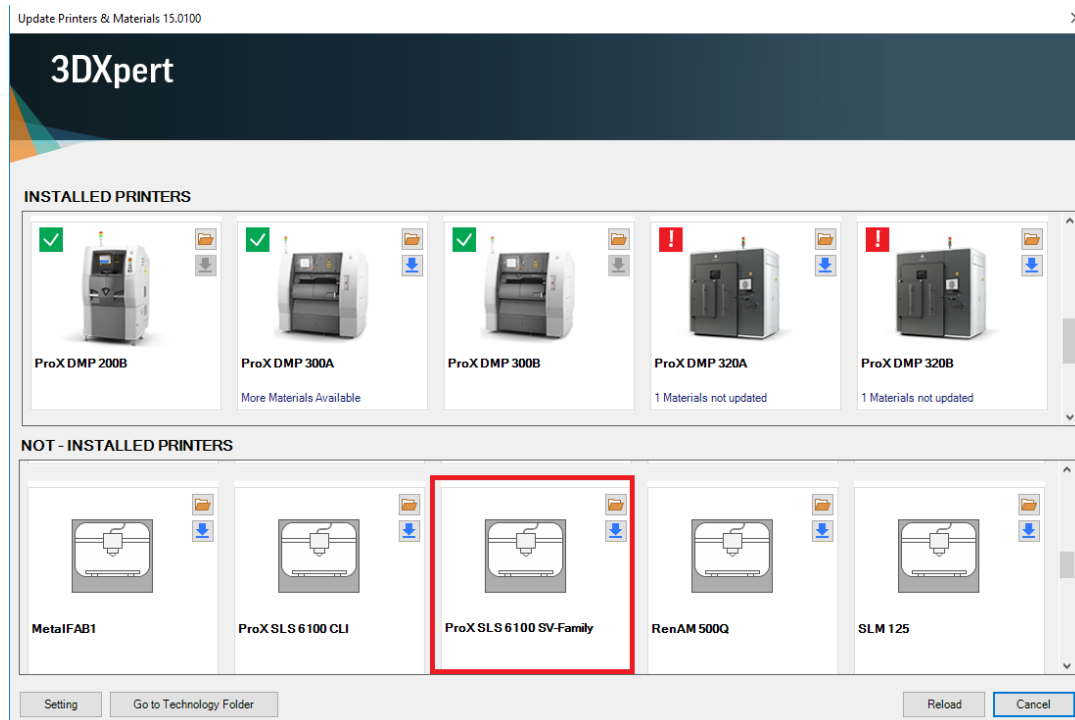 Update Printers & Materials 15.0100
3DXpert
INSTALLED PRINTERS
ProX DMP 200B
ProX DMP 300A
ProX DMP 300B
ProX DMP 320A
ProX DMP 320B
More Materials Available
1 Materials not updated
1 Materials not updated
NOT - INSTALLED PRINTERS
MetalFAB1
ProX SLS 6100 CLI
ProX SLS 6100 SV-Family
RenAM 500Q
SLM 125
Setting
Go to Technology Folder
Reload
Cancel